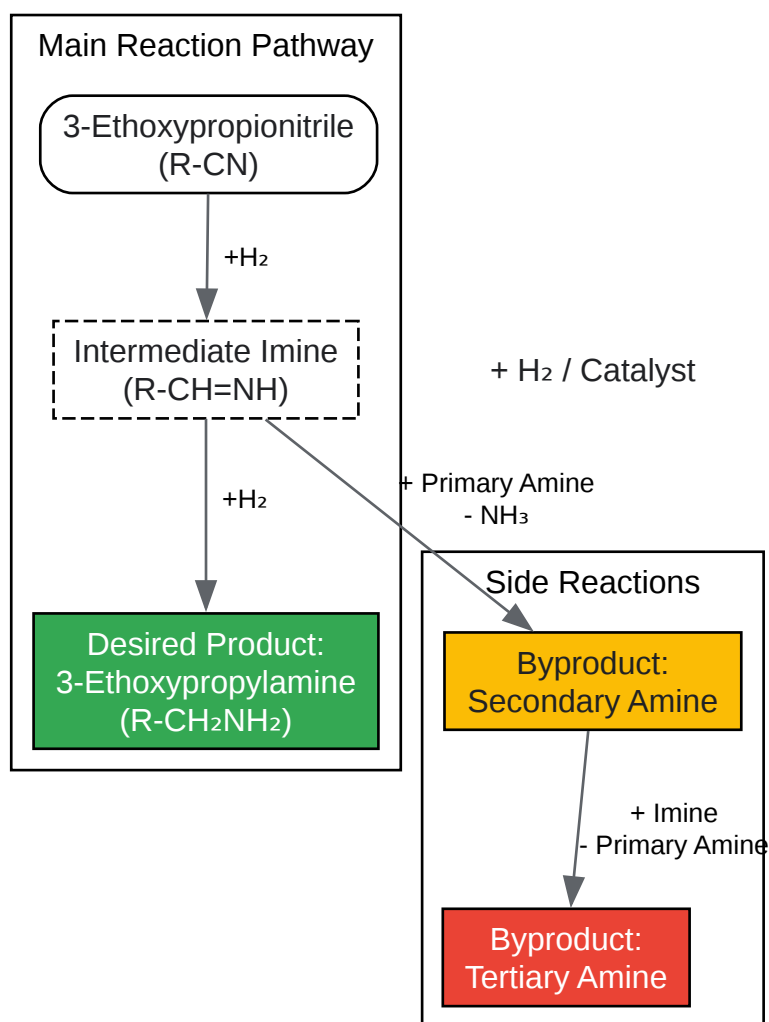 Main Reaction Pathway
3-Ethoxypropionitrile
(R-CN)
+H₂
Intermediate Imine
(R-CH=NH)
+ H₂ / Catalyst
+ Primary Amine
- NH₃
+H₂
Side Reactions
Desired Product:
3-Ethoxypropylamine
(R-CH₂NH₂)
Byproduct:
Secondary Amine
+ Imine
- Primary Amine
Byproduct:
Tertiary Amine